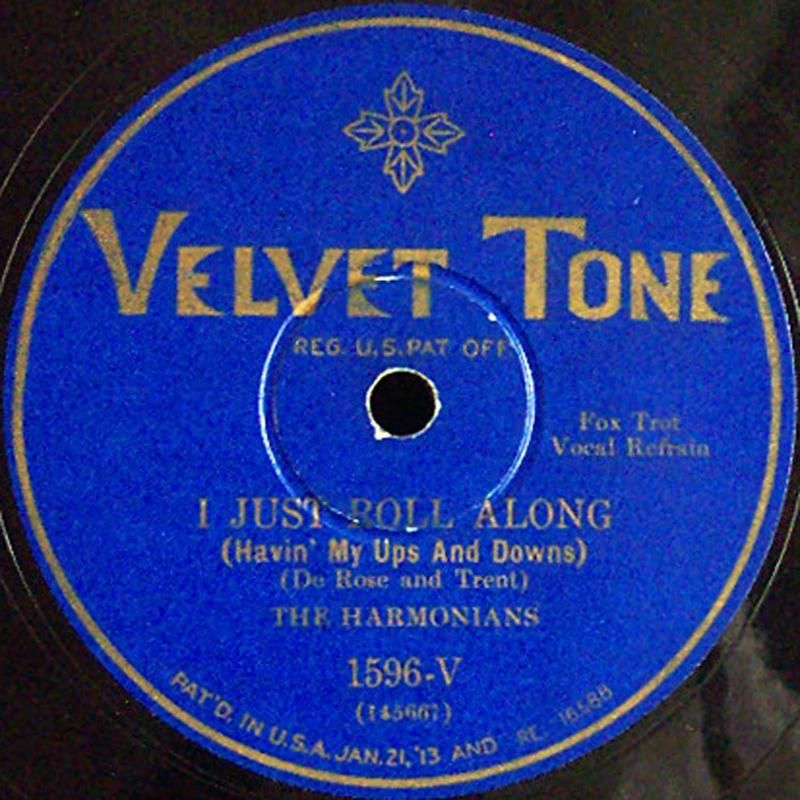 VELVET TONE
REG. U.S. PAT OFF
Fox Trot
Vocal Refrain
I JUST ROLL ALONG
(Havin' My Ups And Downs)
(De Rose and Trent)
THE HARMONIANS
1596-V
(145667)
PAT'D. IN U.S.A. JAN.21,'13 AND RE. 16588